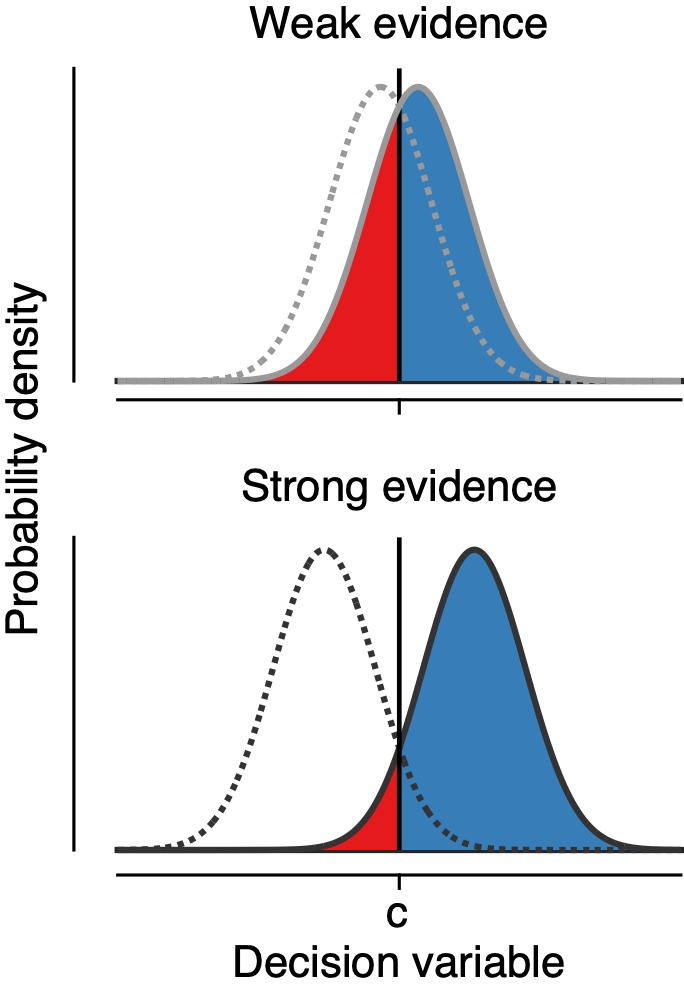 Weak evidence
Probability density
Strong evidence
c
Decision variable